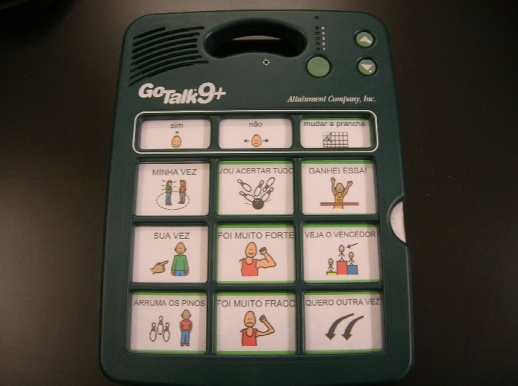 GoTalk9+
Attainment Company, Inc.
sim
não
mudar a prancha
MINHA VEZ
VOU ACERTAR TUDO
GANHEI ESSA!
SUA VEZ
FOI MUITO FORTE
VEJA O VENCEDOR
ARRUMA OS PINOS
FOI MUITO FRACO
QUERO OUTRA VEZ